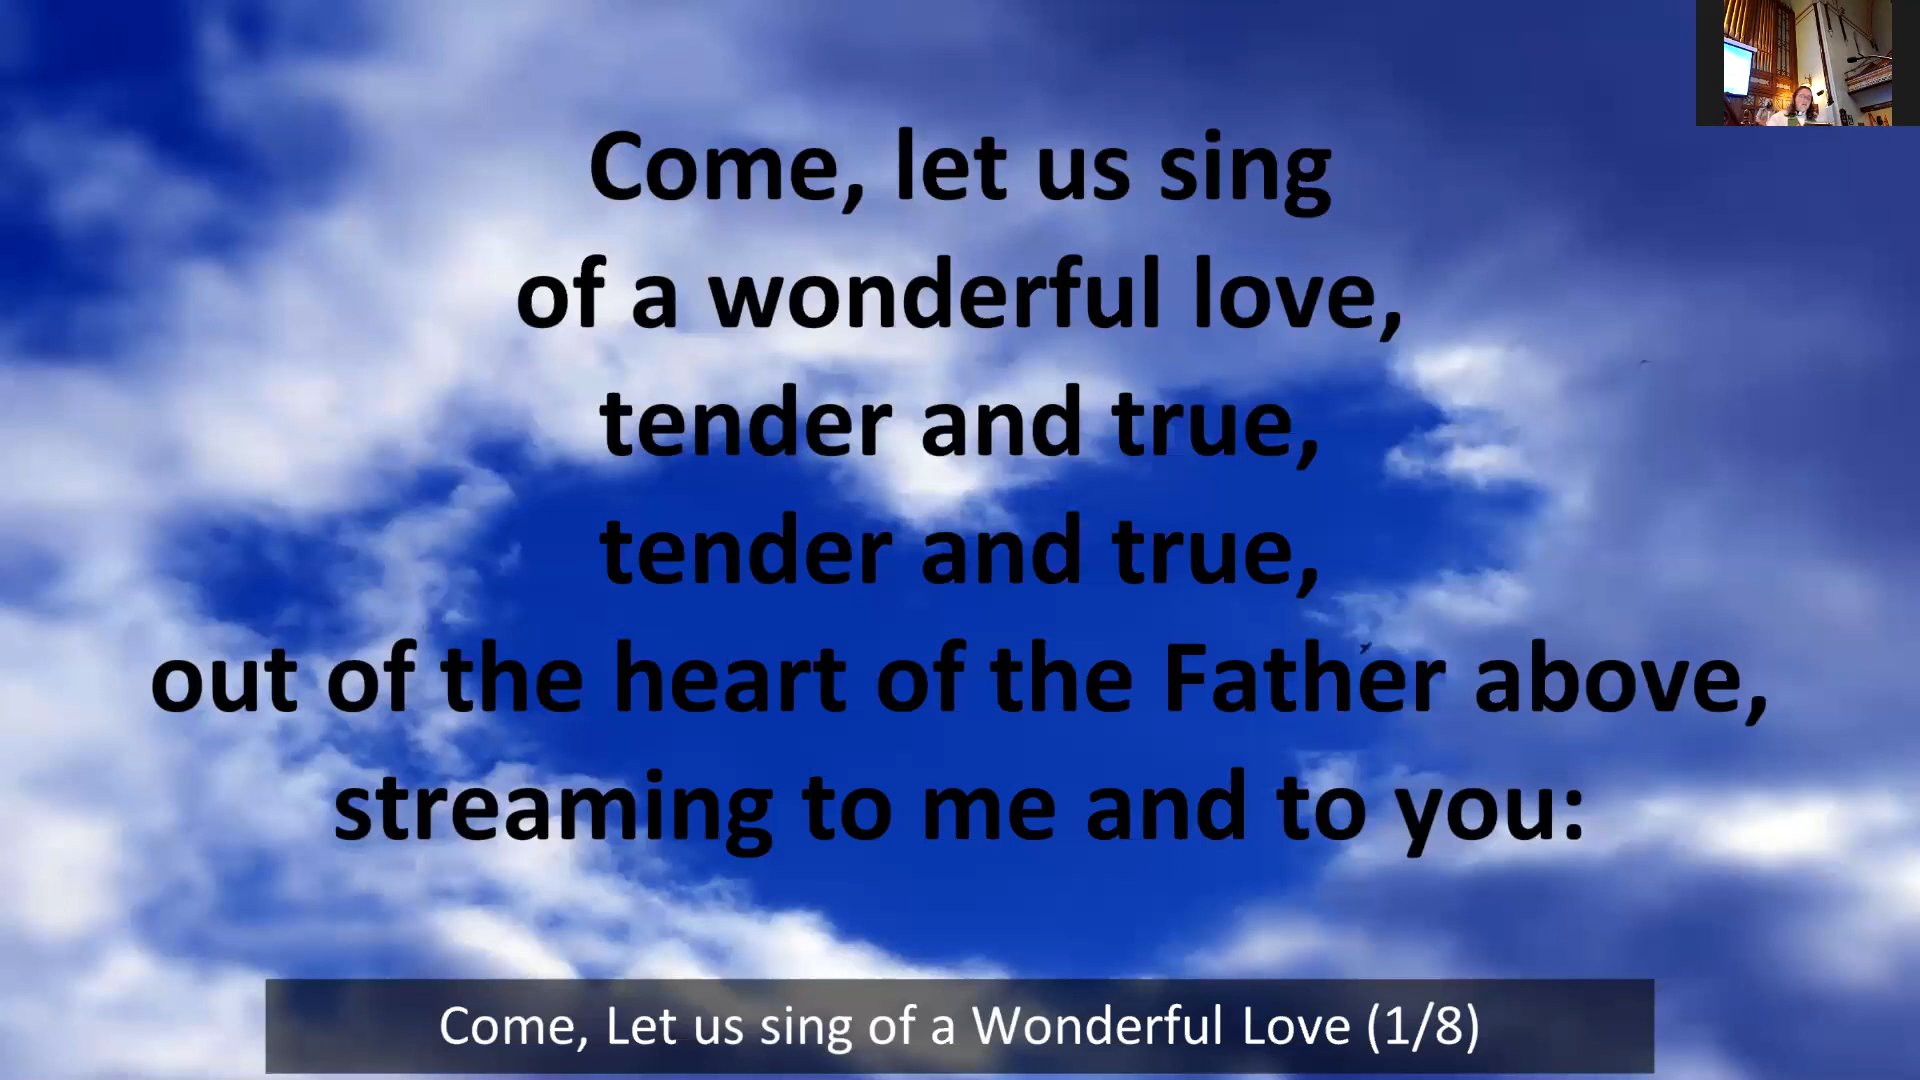 Come, let us sing
of a wonderful love,
tender and true,
tender and true,
out of the heart of the Father above,
streaming to me and to you:
Come, Let us sing of a Wonderful Love (1/8)